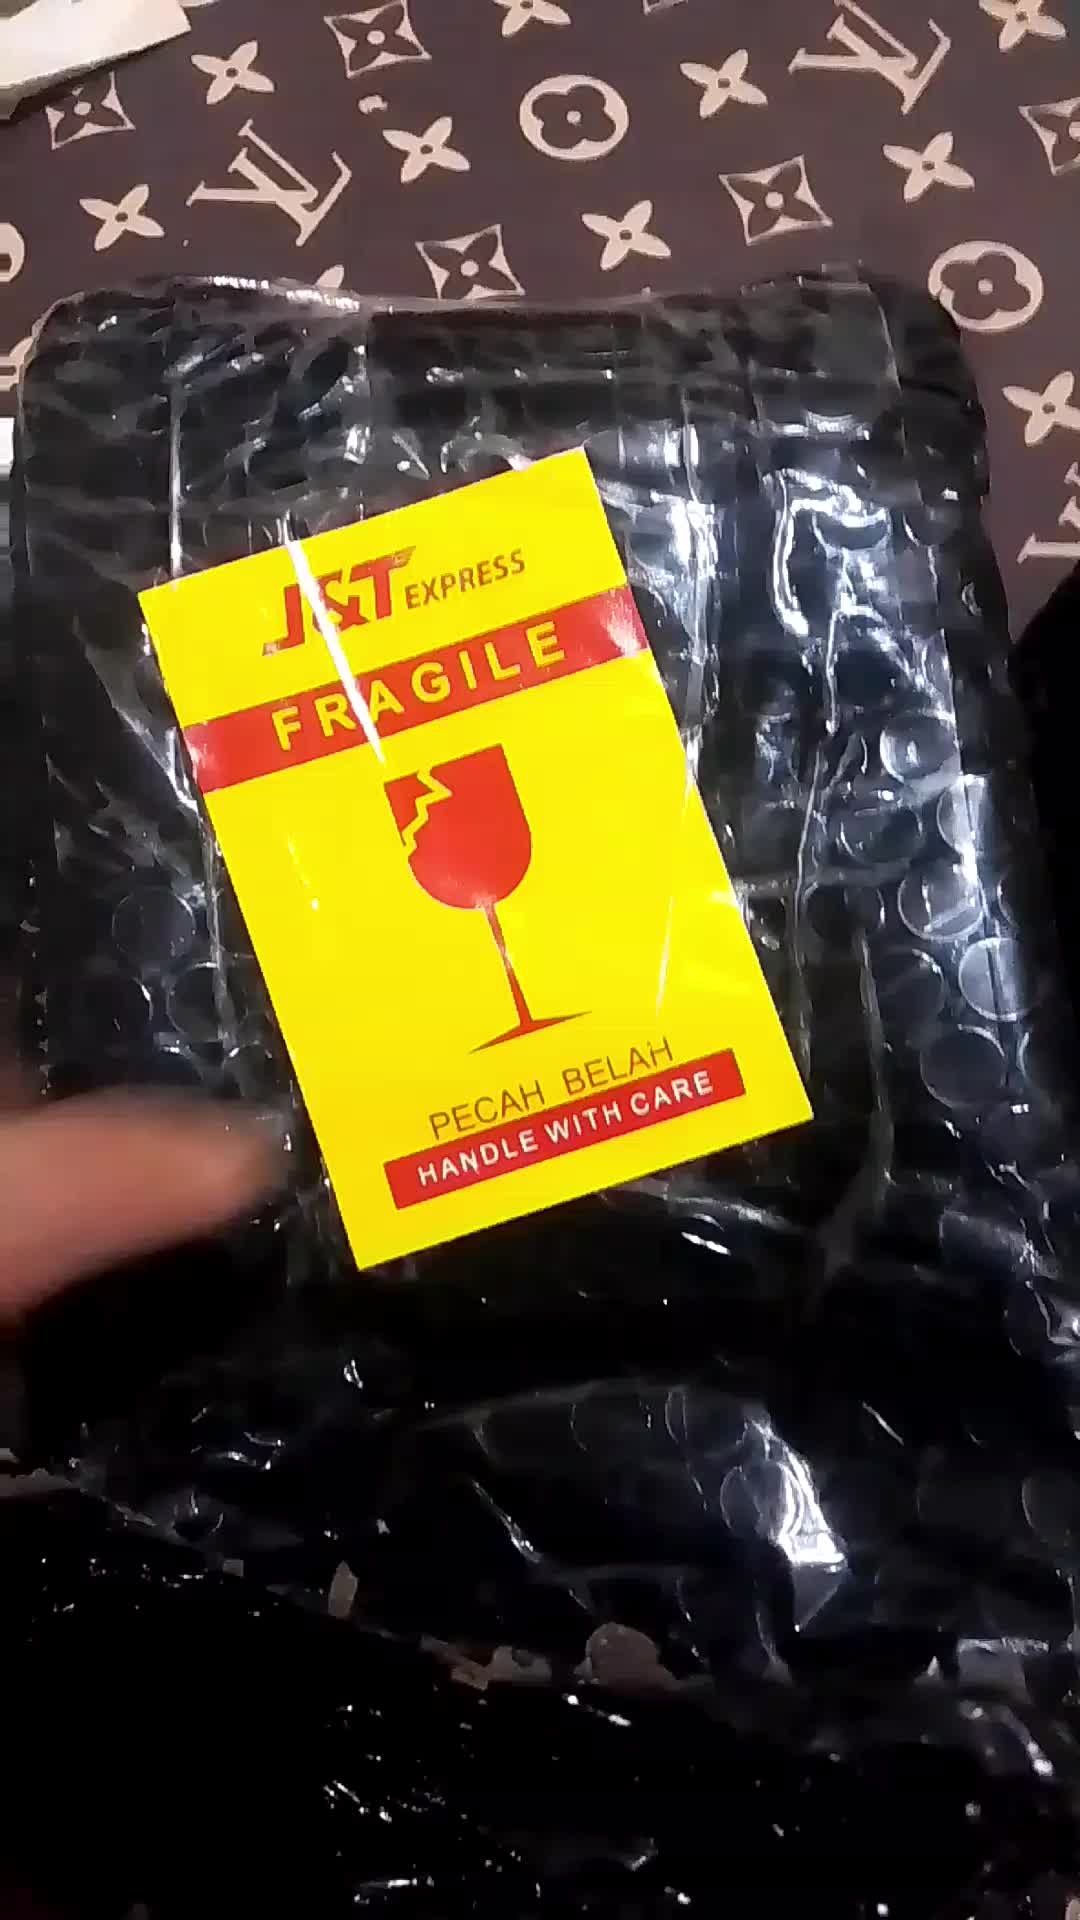 J&T EXPRESS
FRAGILE
PECAH BELAH
HANDLE WITH CARE